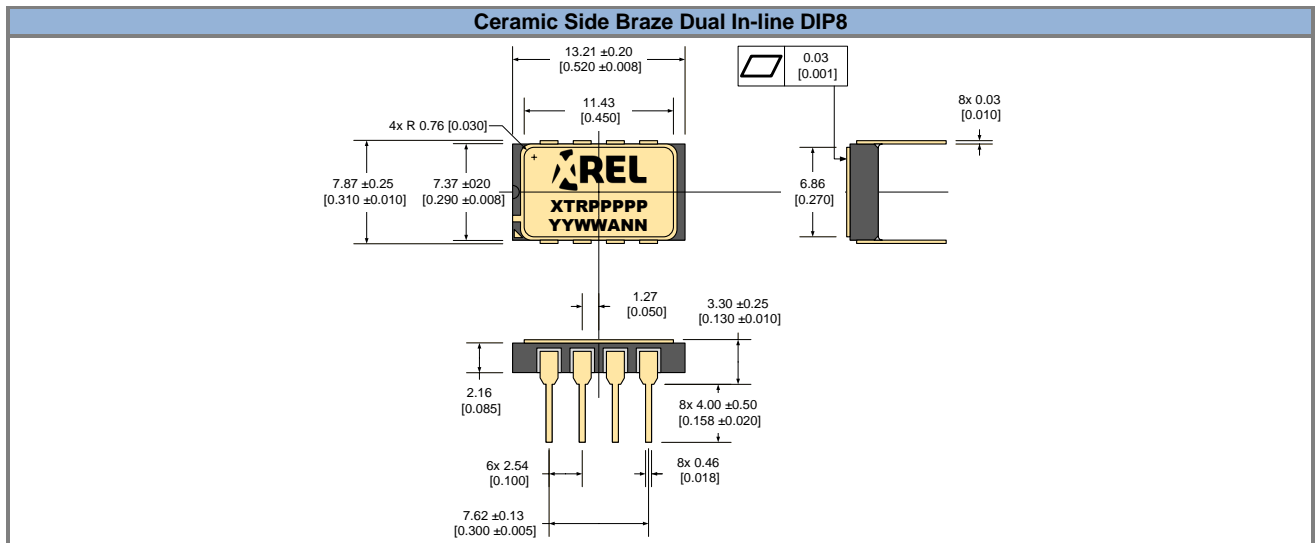 Ceramic Side Braze Dual In-line DIP8
13.21 ±0.20
[0.520 ±0.008]
0.03
[0.001]
11.43
[0.450]
8x 0.03
[0.010]
4x R 0.76 [0.030]
7.87 ±0.25
[0.310 ±0.010]
7.37 ±020
[0.290 ±0.008]
XREL
XTRPPPPP
YYWWANN
6.86
[0.270]
1.27
[0.050]
3.30 ±0.25
[0.130 ±0.010]
2.16
[0.085]
8x 4.00 ±0.50
[0.158 ±0.020]
6x 2.54
[0.100]
8x 0.46
[0.018]
7.62 ±0.13
[0.300 ±0.005]